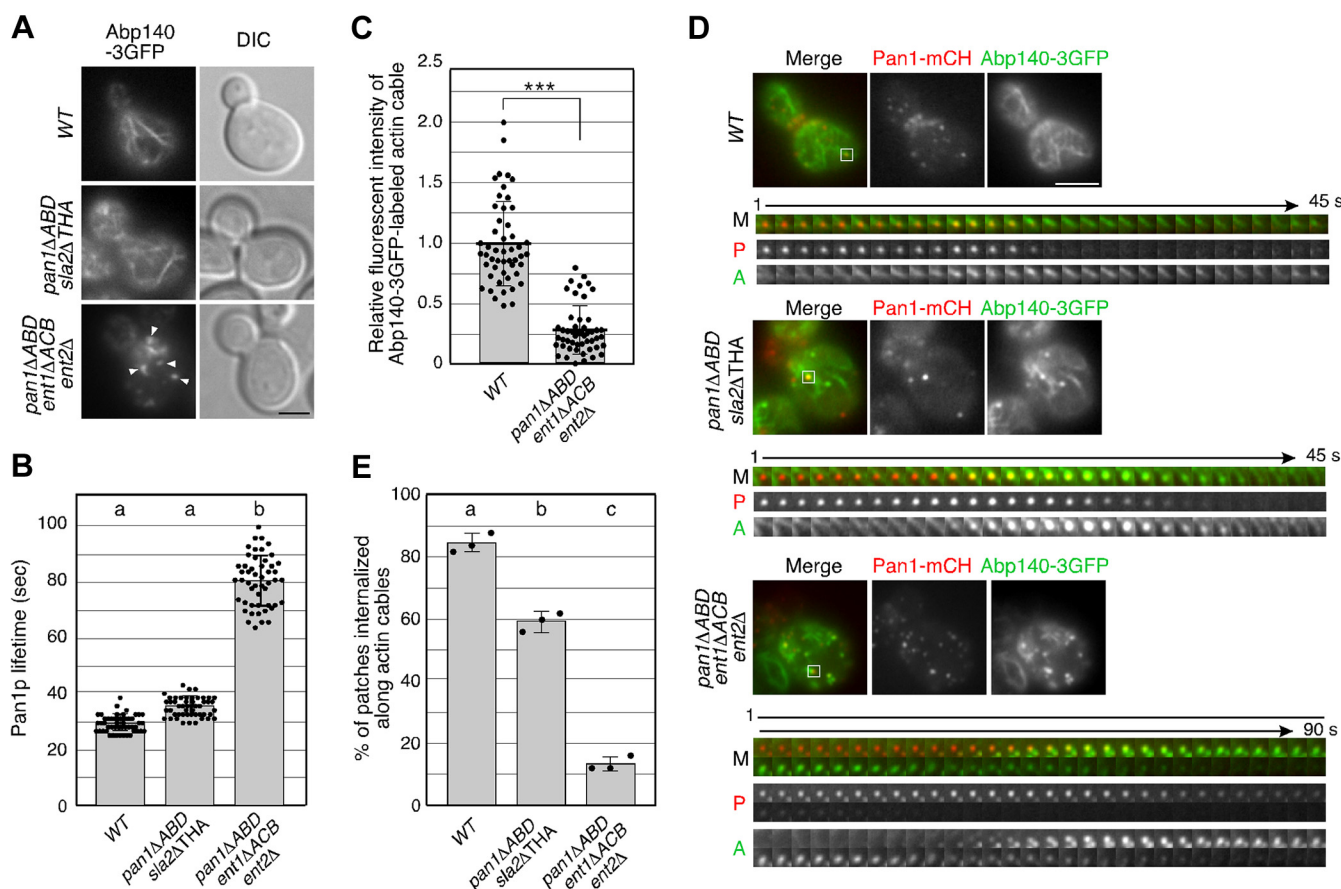 A
Abp140
-3GFP
DIC
WT
pan1ΔABD
sla2ΔTHA
pan1ΔABD
ent1ΔACB
ent2Δ
B
Pan1p lifetime (sec)
100
80
60
40
20
0
a
a
b
WT
pan1ΔABD
sla2ΔTHA
pan1ΔABD
ent1ΔACB
ent2Δ
C
Relative fluorescent intensity of
Abp140-3GFP-labeled actin cable
2.5
2.0
1.5
1.0
0.5
0
***
WT
pan1ΔABD
ent1ΔACB
ent2Δ
E
% of patches internalized
along actin cables
100
80
60
40
20
0
a
b
c
WT
pan1ΔABD
sla2ΔTHA
pan1ΔABD
ent1ΔACB
ent2Δ
D
Merge
Pan1-mCH
Abp140-3GFP
WT
1
45 s
M
P
A
Merge
Pan1-mCH
Abp140-3GFP
pan1ΔABD
sla2ΔTHA
1
45 s
M
P
A
Merge
Pan1-mCH
Abp140-3GFP
pan1ΔABD
ent1ΔACB
ent2Δ
1
90 s
M
P
A